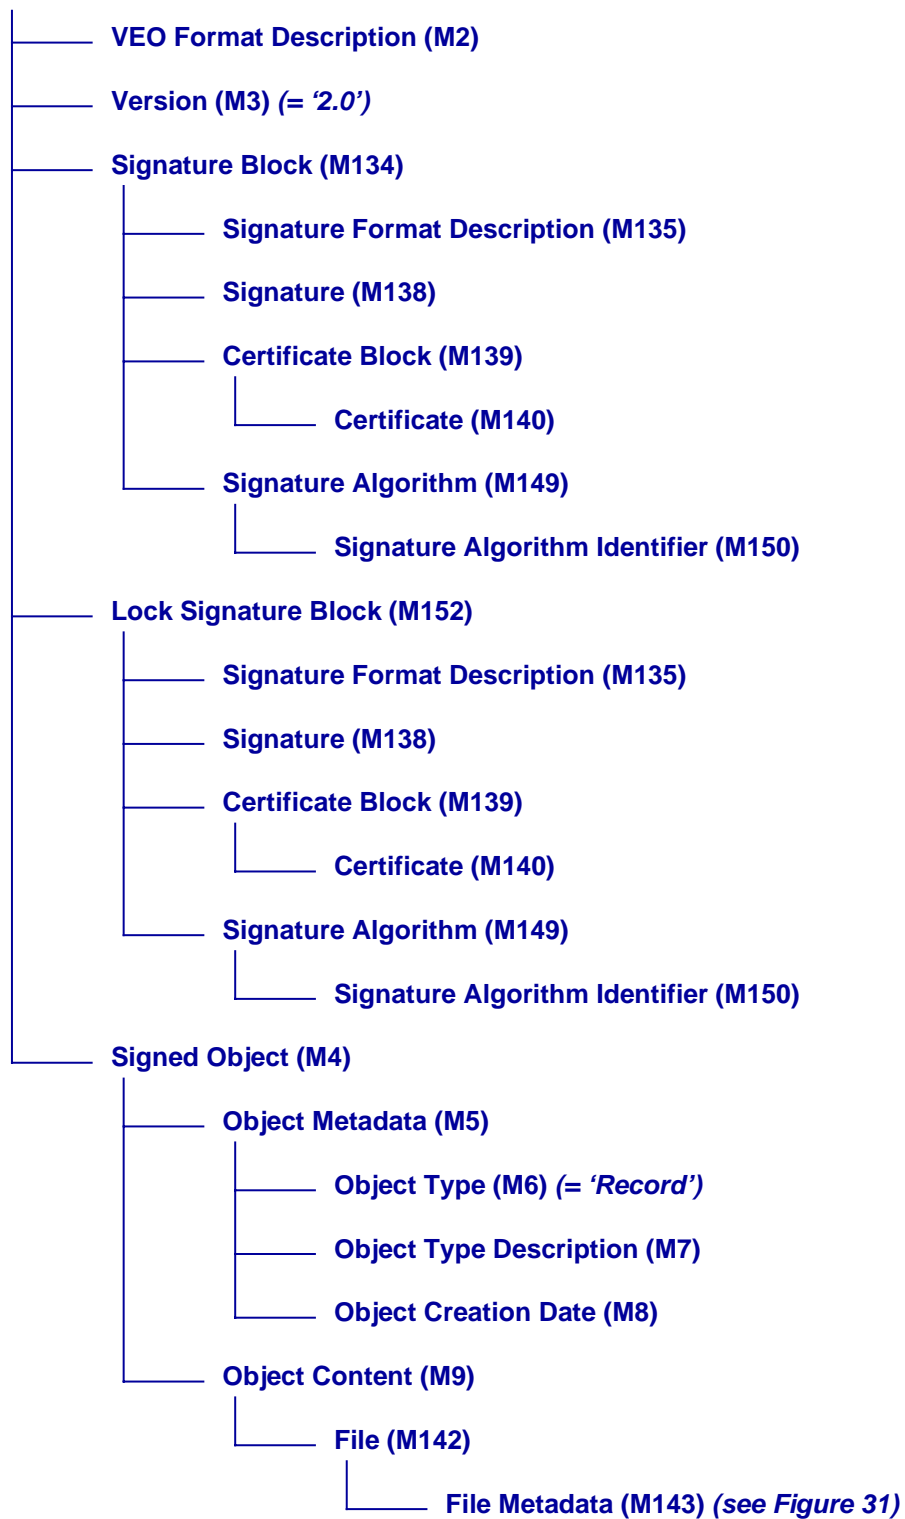 VEO Format Description (M2)
Version (M3) (= ‘2.0’)
Signature Block (M134)
Signature Format Description (M135)
Signature (M138)
Certificate Block (M139)
Certificate (M140)
Signature Algorithm (M149)
Signature Algorithm Identifier (M150)
Lock Signature Block (M152)
Signature Format Description (M135)
Signature (M138)
Certificate Block (M139)
Certificate (M140)
Signature Algorithm (M149)
Signature Algorithm Identifier (M150)
Signed Object (M4)
Object Metadata (M5)
Object Type (M6) (= ‘Record’)
Object Type Description (M7)
Object Creation Date (M8)
Object Content (M9)
File (M142)
File Metadata (M143) (see Figure 31)